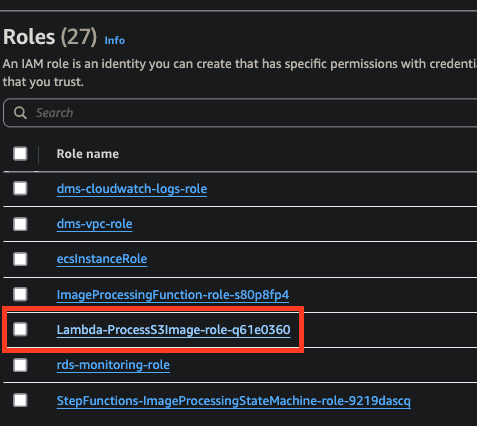 Roles (27) Info
An IAM role is an identity you can create that has specific permissions with credenti
that you trust.
Search
Role name
dms-cloudwatch-logs-role
dms-vpc-role
ecsInstanceRole
ImageProcessingFunction-role-s80p8fp4
Lambda-ProcessS3Image-role-q61e0360
rds-monitoring-role
StepFunctions-ImageProcessingStateMachine-role-9219dascq